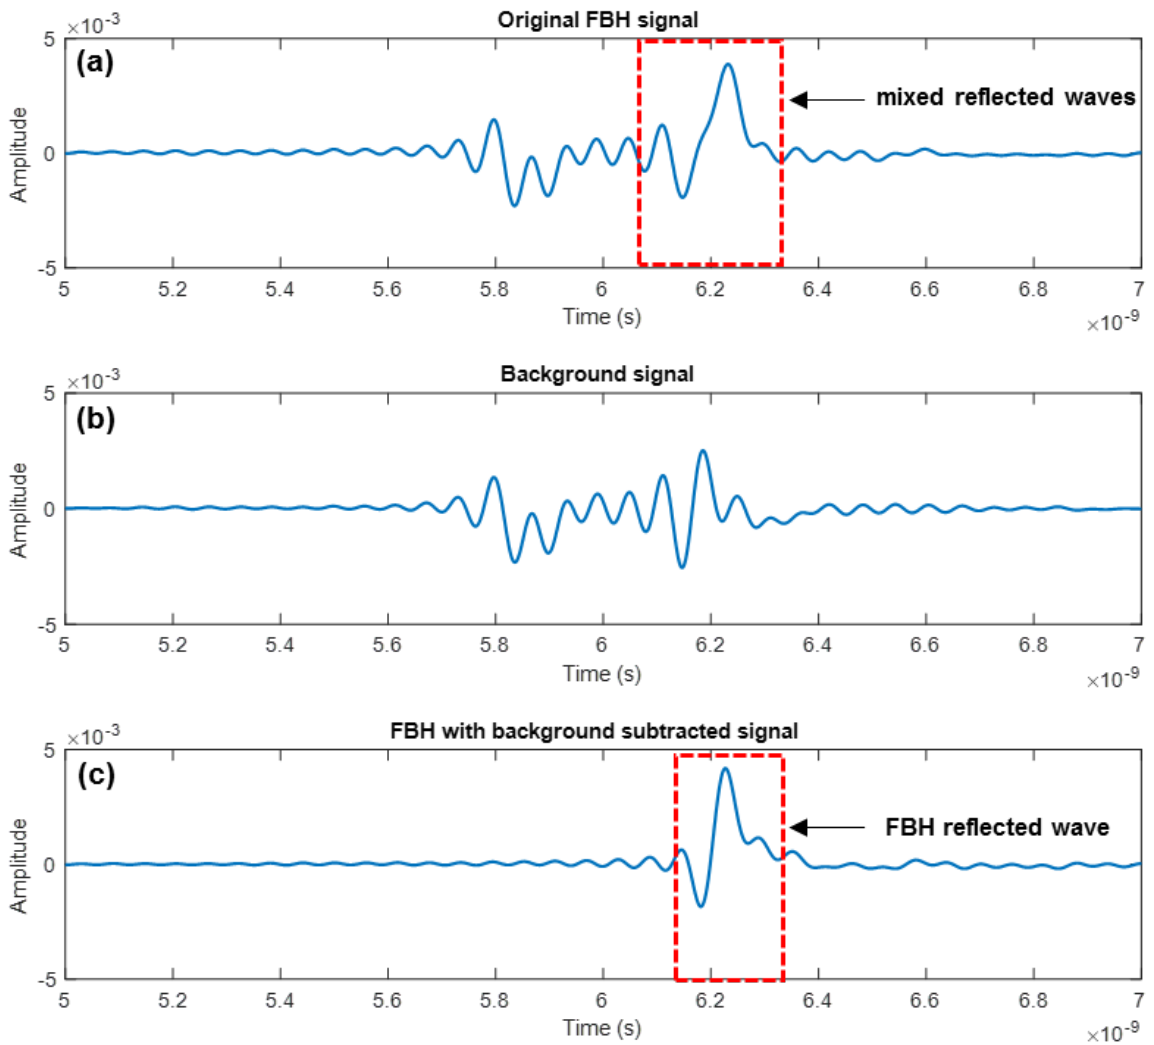 Original FBH signal
×10-3
(a)
mixed reflected waves
Amplitude
5
0
-5
5 5.2 5.4 5.6 5.8 6 6.2 6.4 6.6 6.8 7
Time (s)
×10-9
Background signal
×10-3
(b)
Amplitude
5
0
-5
5 5.2 5.4 5.6 5.8 6 6.2 6.4 6.6 6.8 7
Time (s)
×10-9
FBH with background subtracted signal
×10-3
(c)
FBH reflected wave
Amplitude
5
0
-5
5 5.2 5.4 5.6 5.8 6 6.2 6.4 6.6 6.8 7
Time (s)
×10-9